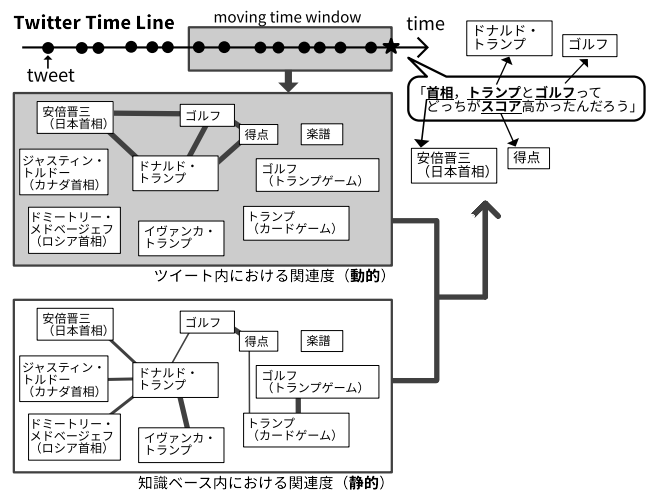 Twitter Time Line
moving time window
time
tweet
ドナルド・
トランプ
ゴルフ
「首相，トランプとゴルフって
どっちがスコア高かったんだろう」
安倍晋三
（日本首相）
得点
安倍晋三
（日本首相）
ゴルフ
得点
楽譜
ジャスティン・
トルドー
（カナダ首相）
ドナルド・
トランプ
ゴルフ
（トランプゲーム）
ドミートリー・
メドベージェフ
（ロシア首相）
イヴァンカ・
トランプ
トランプ
（カードゲーム）
ツイート内における関連度（動的）
安倍晋三
（日本首相）
ゴルフ
得点
楽譜
ジャスティン・
トルドー
（カナダ首相）
ドナルド・
トランプ
ゴルフ
（トランプゲーム）
ドミートリー・
メドベージェフ
（ロシア首相）
イヴァンカ・
トランプ
トランプ
（カードゲーム）
知識ベース内における関連度（静的）